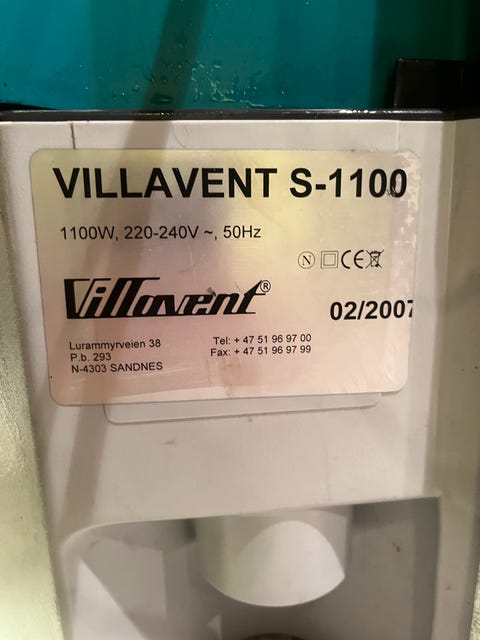 VILLAVENT S-1100
1100W, 220-240V ~, 50Hz
N CE
Villavent®
02/2007
Lurammyrveien 38
P.b. 293
N-4303 SANDNES
Tel: + 47 51 96 97 00
Fax: + 47 51 96 97 99